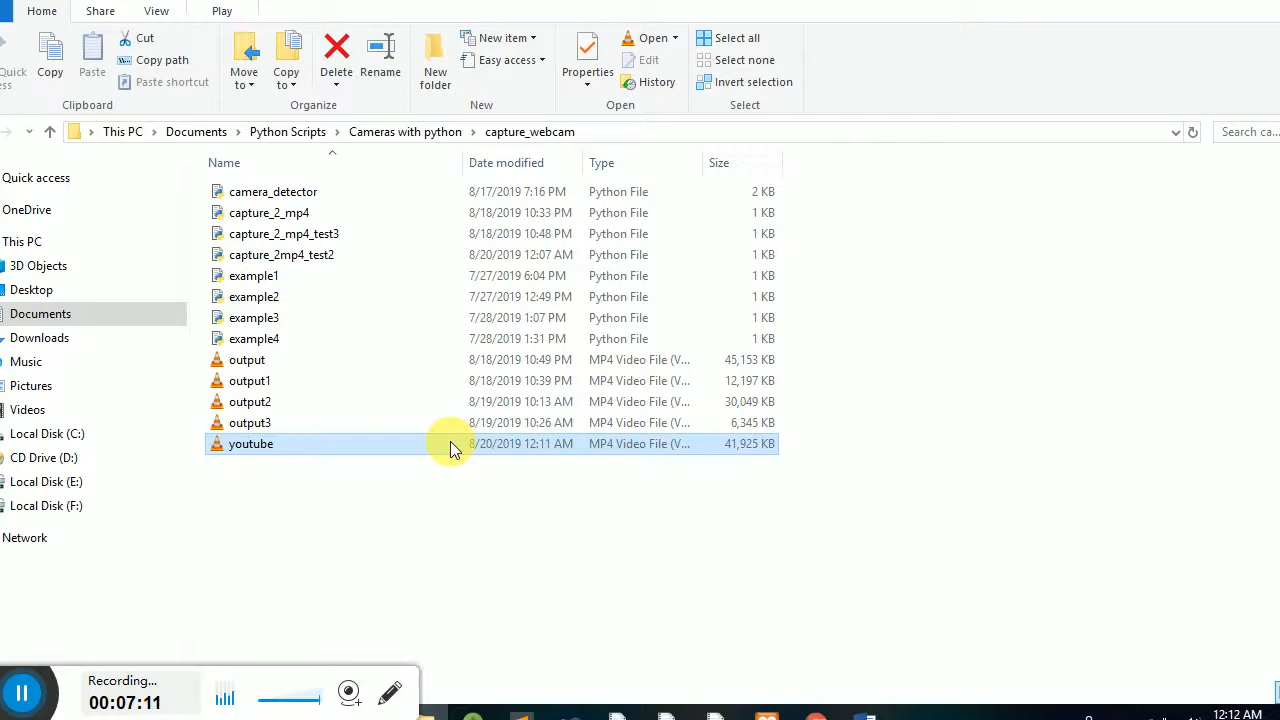 Home Share View Play
Cut
Copy path
Paste shortcut
Quick
ess
Copy
Paste
Move
to
Copy
to
Delete
Rename
New
folder
New item
Easy access
Properties
Open
Edit
History
Select all
Select none
Invert selection
Clipboard Organize New Open Select
This PC Documents Python Scripts Cameras with python capture_webcam Search ca...
Name Date modified Type Size
camera_detector 8/17/2019 7:16 PM Python File 2 KB
capture_2_mp4 8/18/2019 10:33 PM Python File 1 KB
capture_2_mp4_test3 8/18/2019 10:48 PM Python File 1 KB
capture_2mp4_test2 8/20/2019 12:07 AM Python File 1 KB
example1 7/27/2019 6:04 PM Python File 1 KB
example2 7/27/2019 12:49 PM Python File 1 KB
example3 7/28/2019 1:07 PM Python File 1 KB
example4 7/28/2019 1:31 PM Python File 1 KB
output 8/18/2019 10:49 PM MP4 Video File (V... 45,153 KB
output1 8/18/2019 10:39 PM MP4 Video File (V... 12,197 KB
output2 8/19/2019 10:13 AM MP4 Video File (V... 30,049 KB
output3 8/19/2019 10:26 AM MP4 Video File (V... 6,345 KB
youtube 8/20/2019 12:11 AM MP4 Video File (V... 41,925 KB
Quick access
OneDrive
This PC
3D Objects
Desktop
Documents
Downloads
Music
Pictures
Videos
Local Disk (C:)
CD Drive (D:)
Local Disk (E:)
Local Disk (F:)
Network
Recording...
00:07:11
12:12 AM